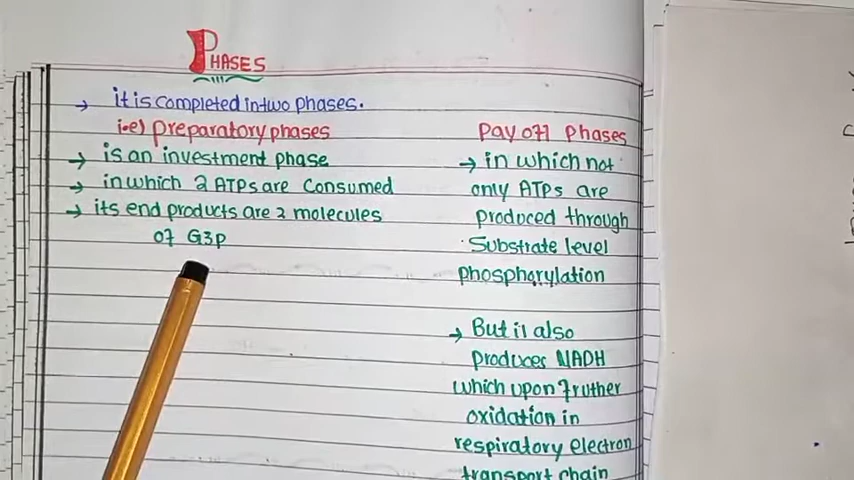 PHASES
→ it is completed in two phases.
i.e) preparatory phases
→ is an investment phase
→ in which 2 ATPs are Consumed
→ its end products are 2 molecules
of G3p
Pay off Phases
→ in which not
only ATPs are
produced through
Substrate level
phosphorylation
→ But it also
produces NADH
which upon fruther
oxidation in
respiratory electron
transport chain